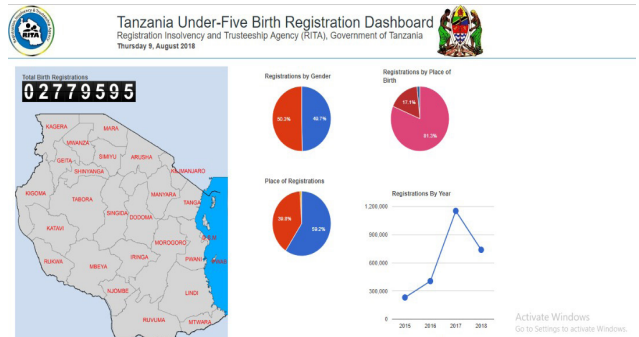 Tanzania Under-Five Birth Registration Dashboard
Registration Insolvency and Trusteeship Agency (RITA), Government of Tanzania
Thursday 9, August 2018
RITA
Total Birth Registrations
02779595
KAGERA
MARA
MWANZA
GEITA
SIMIYU
ARUSHA
SHINYANGA
KILIMANJARO
KIGOMA
TABORA
MANYARA
TANGA
SINGIDA
DODOMA
KATAVI
MOROGORO
RUKWA
MBEYA
IRINGA
PWANI
NJOMBE
LINDI
RUVUMA
MTWARA
Registrations by Gender
50.3%
49.7%
Registrations by Place of
Birth
17.1%
81.3%
Place of Registrations
59.2%
Registrations By Year
1,200,000
900,000
600,000
300,000
0
2015
2016
2017
2018
Activate Windows
Go to Settings to activate Windows.